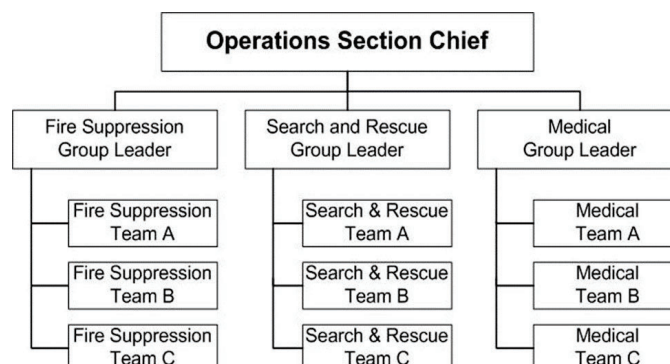 Operations Section Chief
Fire Suppression
Group Leader
Search and Rescue
Group Leader
Medical
Group Leader
Fire Suppression
Team A
Search & Rescue
Team A
Medical
Team A
Fire Suppression
Team B
Search & Rescue
Team B
Medical
Team B
Fire Suppression
Team C
Search & Rescue
Team C
Medical
Team C